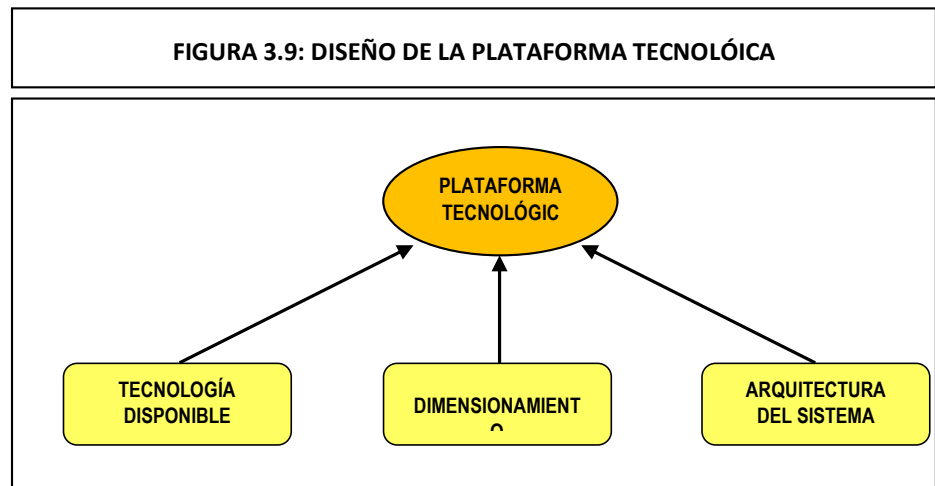 FIGURA 3.9: DISEÑO DE LA PLATAFORMA TECNOLÓICA
PLATAFORMA
TECNOLÓGIC
TECNOLOGÍA
DISPONIBLE
DIMENSIONAMIENT
O
ARQUITECTURA
DEL SISTEMA